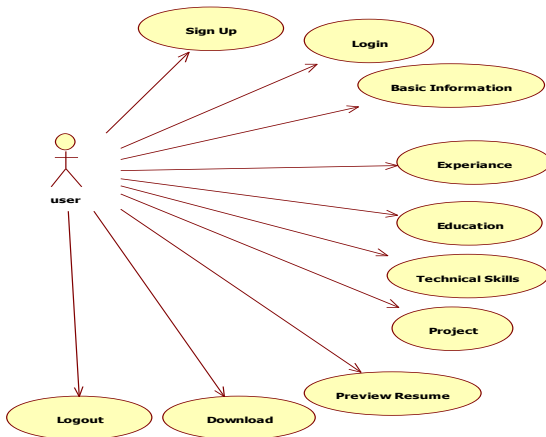 Sign Up
Login
Basic Information
Experiance
user
Education
Technical Skills
Project
Preview Resume
Logout
Download